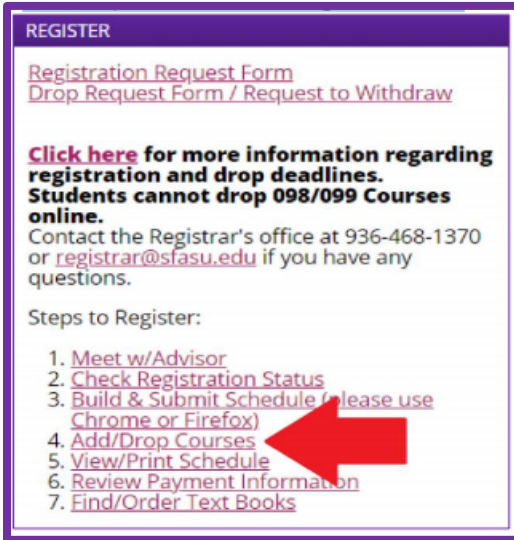 REGISTER
Registration Request Form
Drop Request Form / Request to Withdraw
Click here for more information regarding
registration and drop deadlines.
Students cannot drop 098/099 Courses
online.
Contact the Registrar's office at 936-468-1370
or registrar@sfasu.edu if you have any
questions.
Steps to Register:
1. Meet w/Advisor
2. Check Registration Status
3. Build & Submit Schedule (please use
Chrome or Firefox)
4. Add/Drop Courses
5. View/Print Schedule
6. Review Payment Information
7. Find/Order Text Books